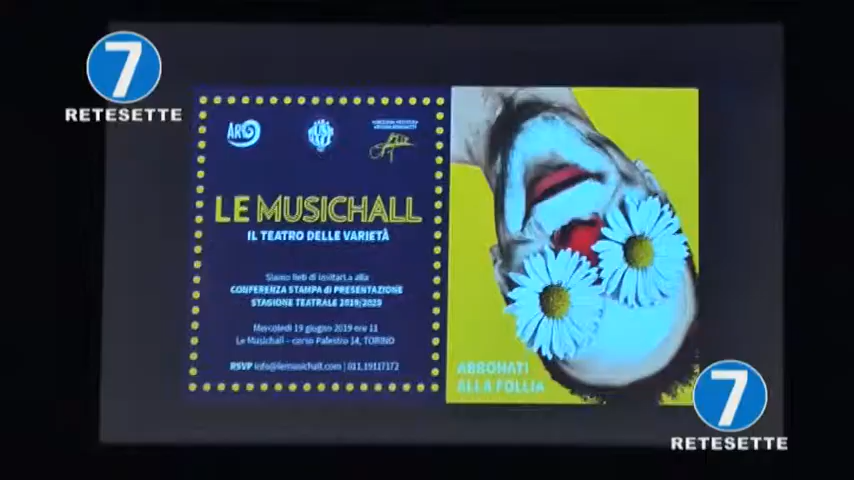 7
RETESETTE
LE MUSICHALL
IL TEATRO DELLE VARIETÀ
Siamo lieti di invitarLa alla
CONFERENZA STAMPA di PRESENTAZIONE
STAGIONE TEATRALE 2019/2020
Mercoledì 19 giugno 2019 ore 11
Le Musichall – corso Palestro 14, TORINO
RSVP info@lemusichall.com | 011.19117172
ABBONATI
ALLA FOLLIA
7
RETESETTE